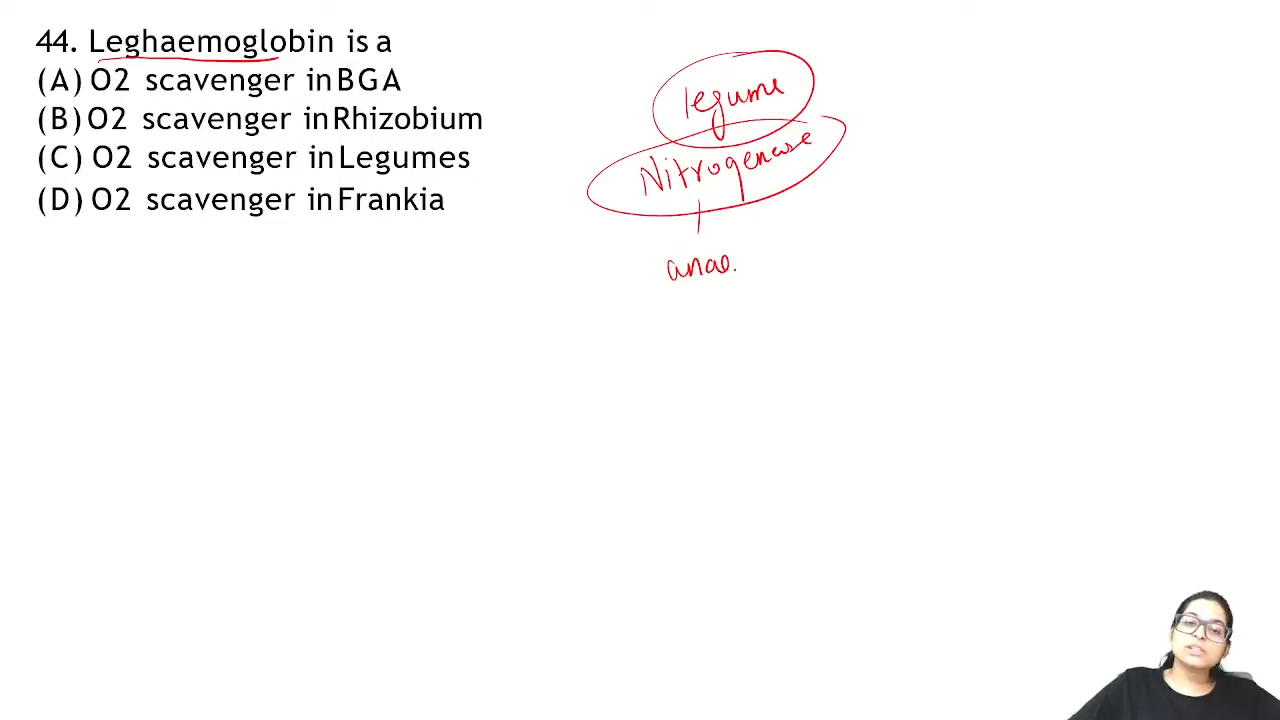 44. Leghaemoglobin is a
(A) O2 scavenger in BGA
(B) O2 scavenger in Rhizobium
(C) O2 scavenger in Legumes
(D) O2 scavenger in Frankia
legume
Nitrogenase
anae.